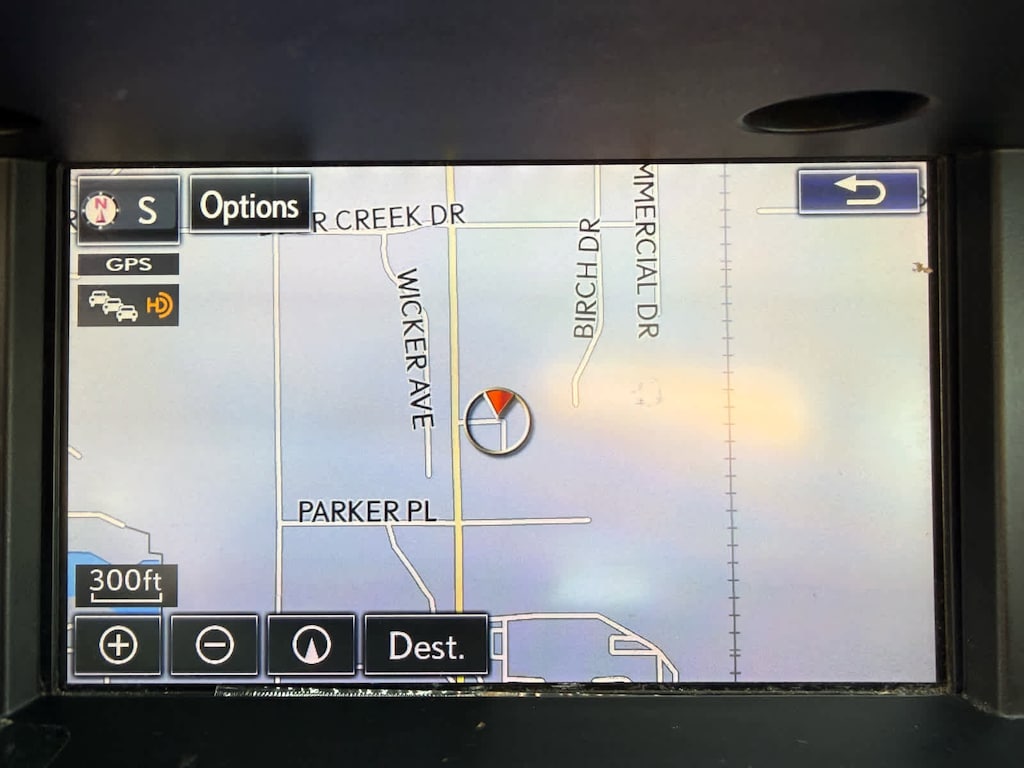 N S
Options
R CREEK DR
GPS
HD
WICKER AVE
BIRCH DR
MMERCIAL DR
PARKER PL
300ft
Dest.